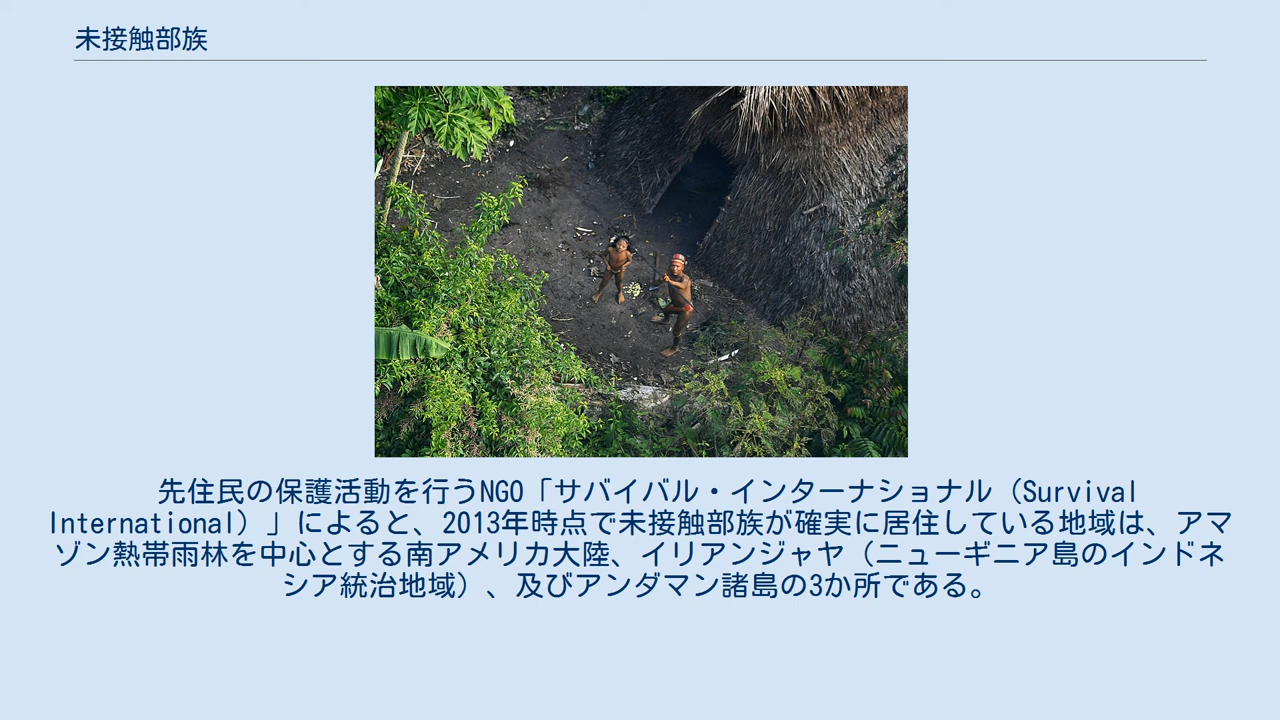 未接触部族
先住民の保護活動を行うNGO「サバイバル・インターナショナル（Survival
International）」によると、2013年時点で未接触部族が確実に居住している地域は、アマ
ゾン熱帯雨林を中心とする南アメリカ大陸、イリアンジャヤ（ニューギニア島のインドネ
シア統治地域）、及びアンダマン諸島の3か所である。